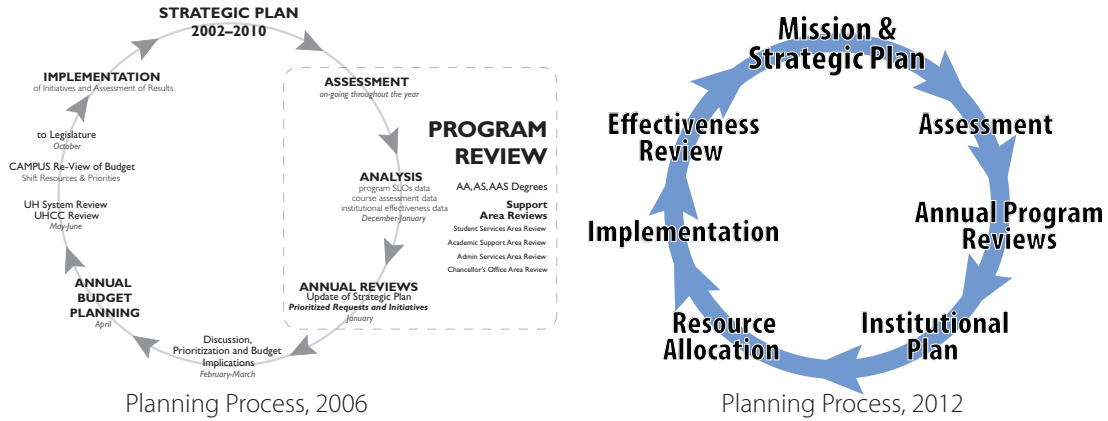 STRATEGIC PLAN
2002–2010
ASSESSMENT
on-going throughout the year
PROGRAM
REVIEW
ANALYSIS
program SLOs data
course assessment data
institutional effectiveness data
December-January
AA,AS,AAS Degrees
Support
Area Reviews
Student Services Area Review
Academic Support Area Review
Admin Services Area Review
Chancellor's Office Area Review
ANNUAL REVIEWS
Update of Strategic Plan
Prioritized Requests and Initiatives
January
Discussion,
Prioritization and Budget
Implications
February-March
ANNUAL
BUDGET
PLANNING
April
UH System Review
UHCC Review
May-June
CAMPUS Re-View of Budget
Shift Resources & Priorities
to Legislature
October
IMPLEMENTATION
of Initiatives and Assessment of Results
Planning Process, 2006
Mission &
Strategic Plan
Assessment
Annual Program
Reviews
Institutional
Plan
Resource
Allocation
Implementation
Effectiveness
Review
Planning Process, 2012